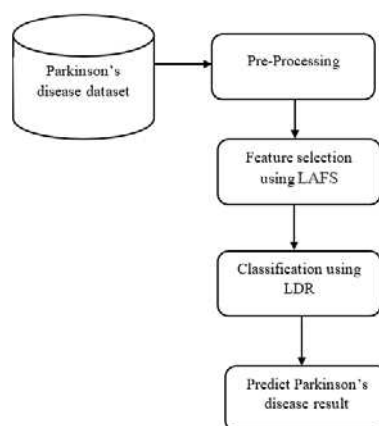 Parkinson's
disease dataset
Pre-Processing
Feature selection
using LAFS
Classification using
LDR
Predict Parkinson's
disease result